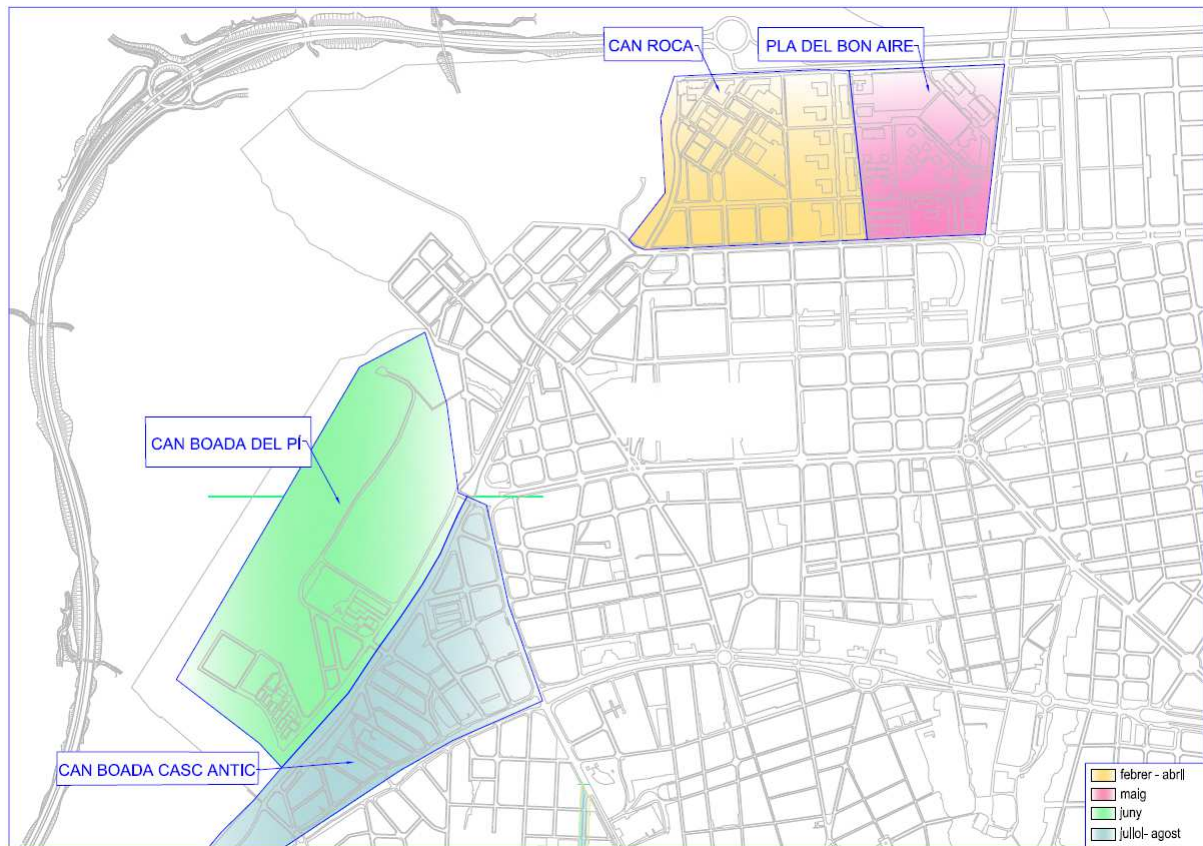 CAN ROCA
PLA DEL BON AIRE
CAN BOADA DEL PÍ
CAN BOADA CASC ANTIC
febrer - abril
maig
juny
jullol- agost